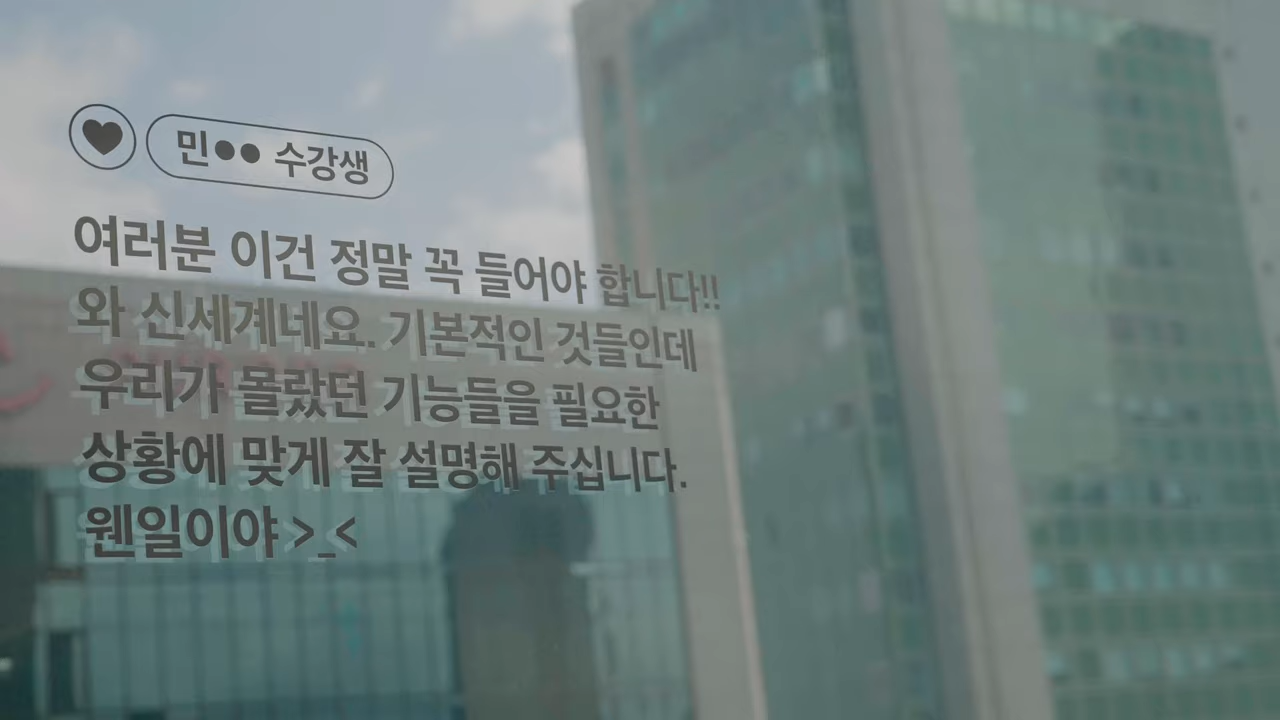 민●● 수강생
여러분 이건 정말 꼭 들어야 합니다!!
와 신세계네요. 기본적인 것들인데
우리가 몰랐던 기능들을 필요한
상황에 맞게 잘 설명해 주십니다.
웬일이야 >_<